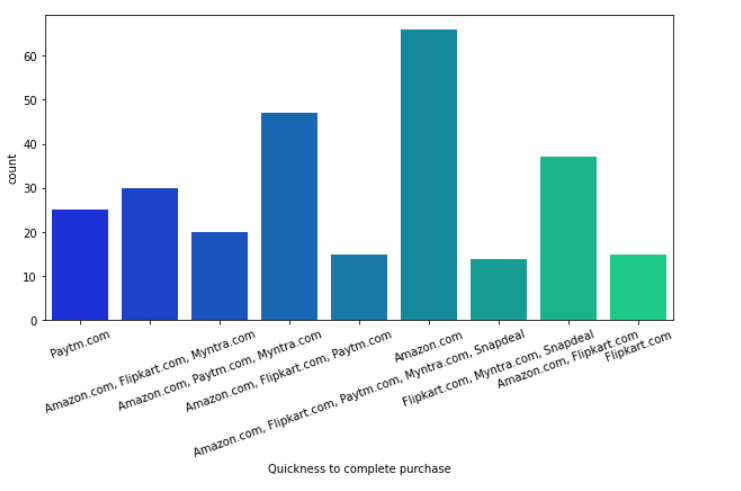 count
60
50
40
30
20
10
0
Paytm.com
Amazon.com, Flipkart.com, Myntra.com
Amazon.com, Paytm.com, Myntra.com
Amazon.com, Flipkart.com, Paytm.com
Amazon.com
Amazon.com, Flipkart.com, Paytm.com, Myntra.com, Snapdeal
Flipkart.com, Myntra.com, Snapdeal
Amazon.com, Flipkart.com
Flipkart.com
Quickness to complete purchase